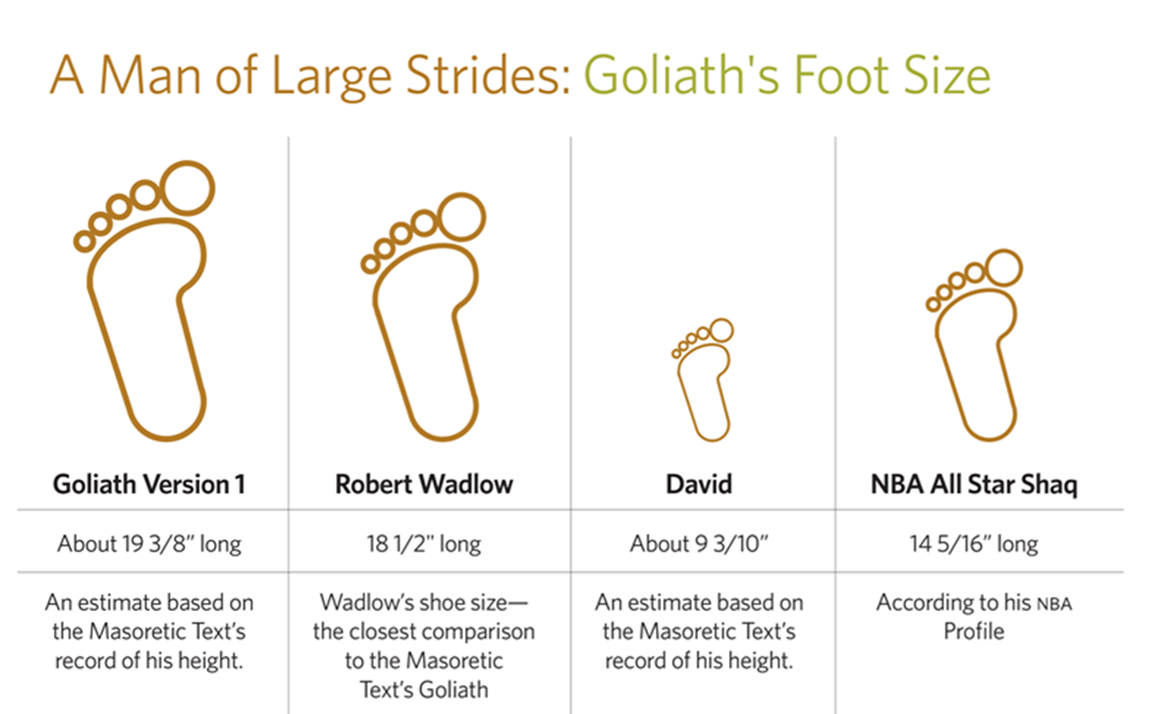 A Man of Large Strides: Goliath's Foot Size
Goliath Version 1
Robert Wadlow
David
NBA All Star Shaq
About 19 3/8″ long
18 1/2" long
About 9 3/10″
14 5/16″ long
An estimate based on
the Masoretic Text's
record of his height.
Wadlow's shoe size—
the closest comparison
to the Masoretic
Text's Goliath
An estimate based on
the Masoretic Text's
record of his height.
According to his NBA
Profile